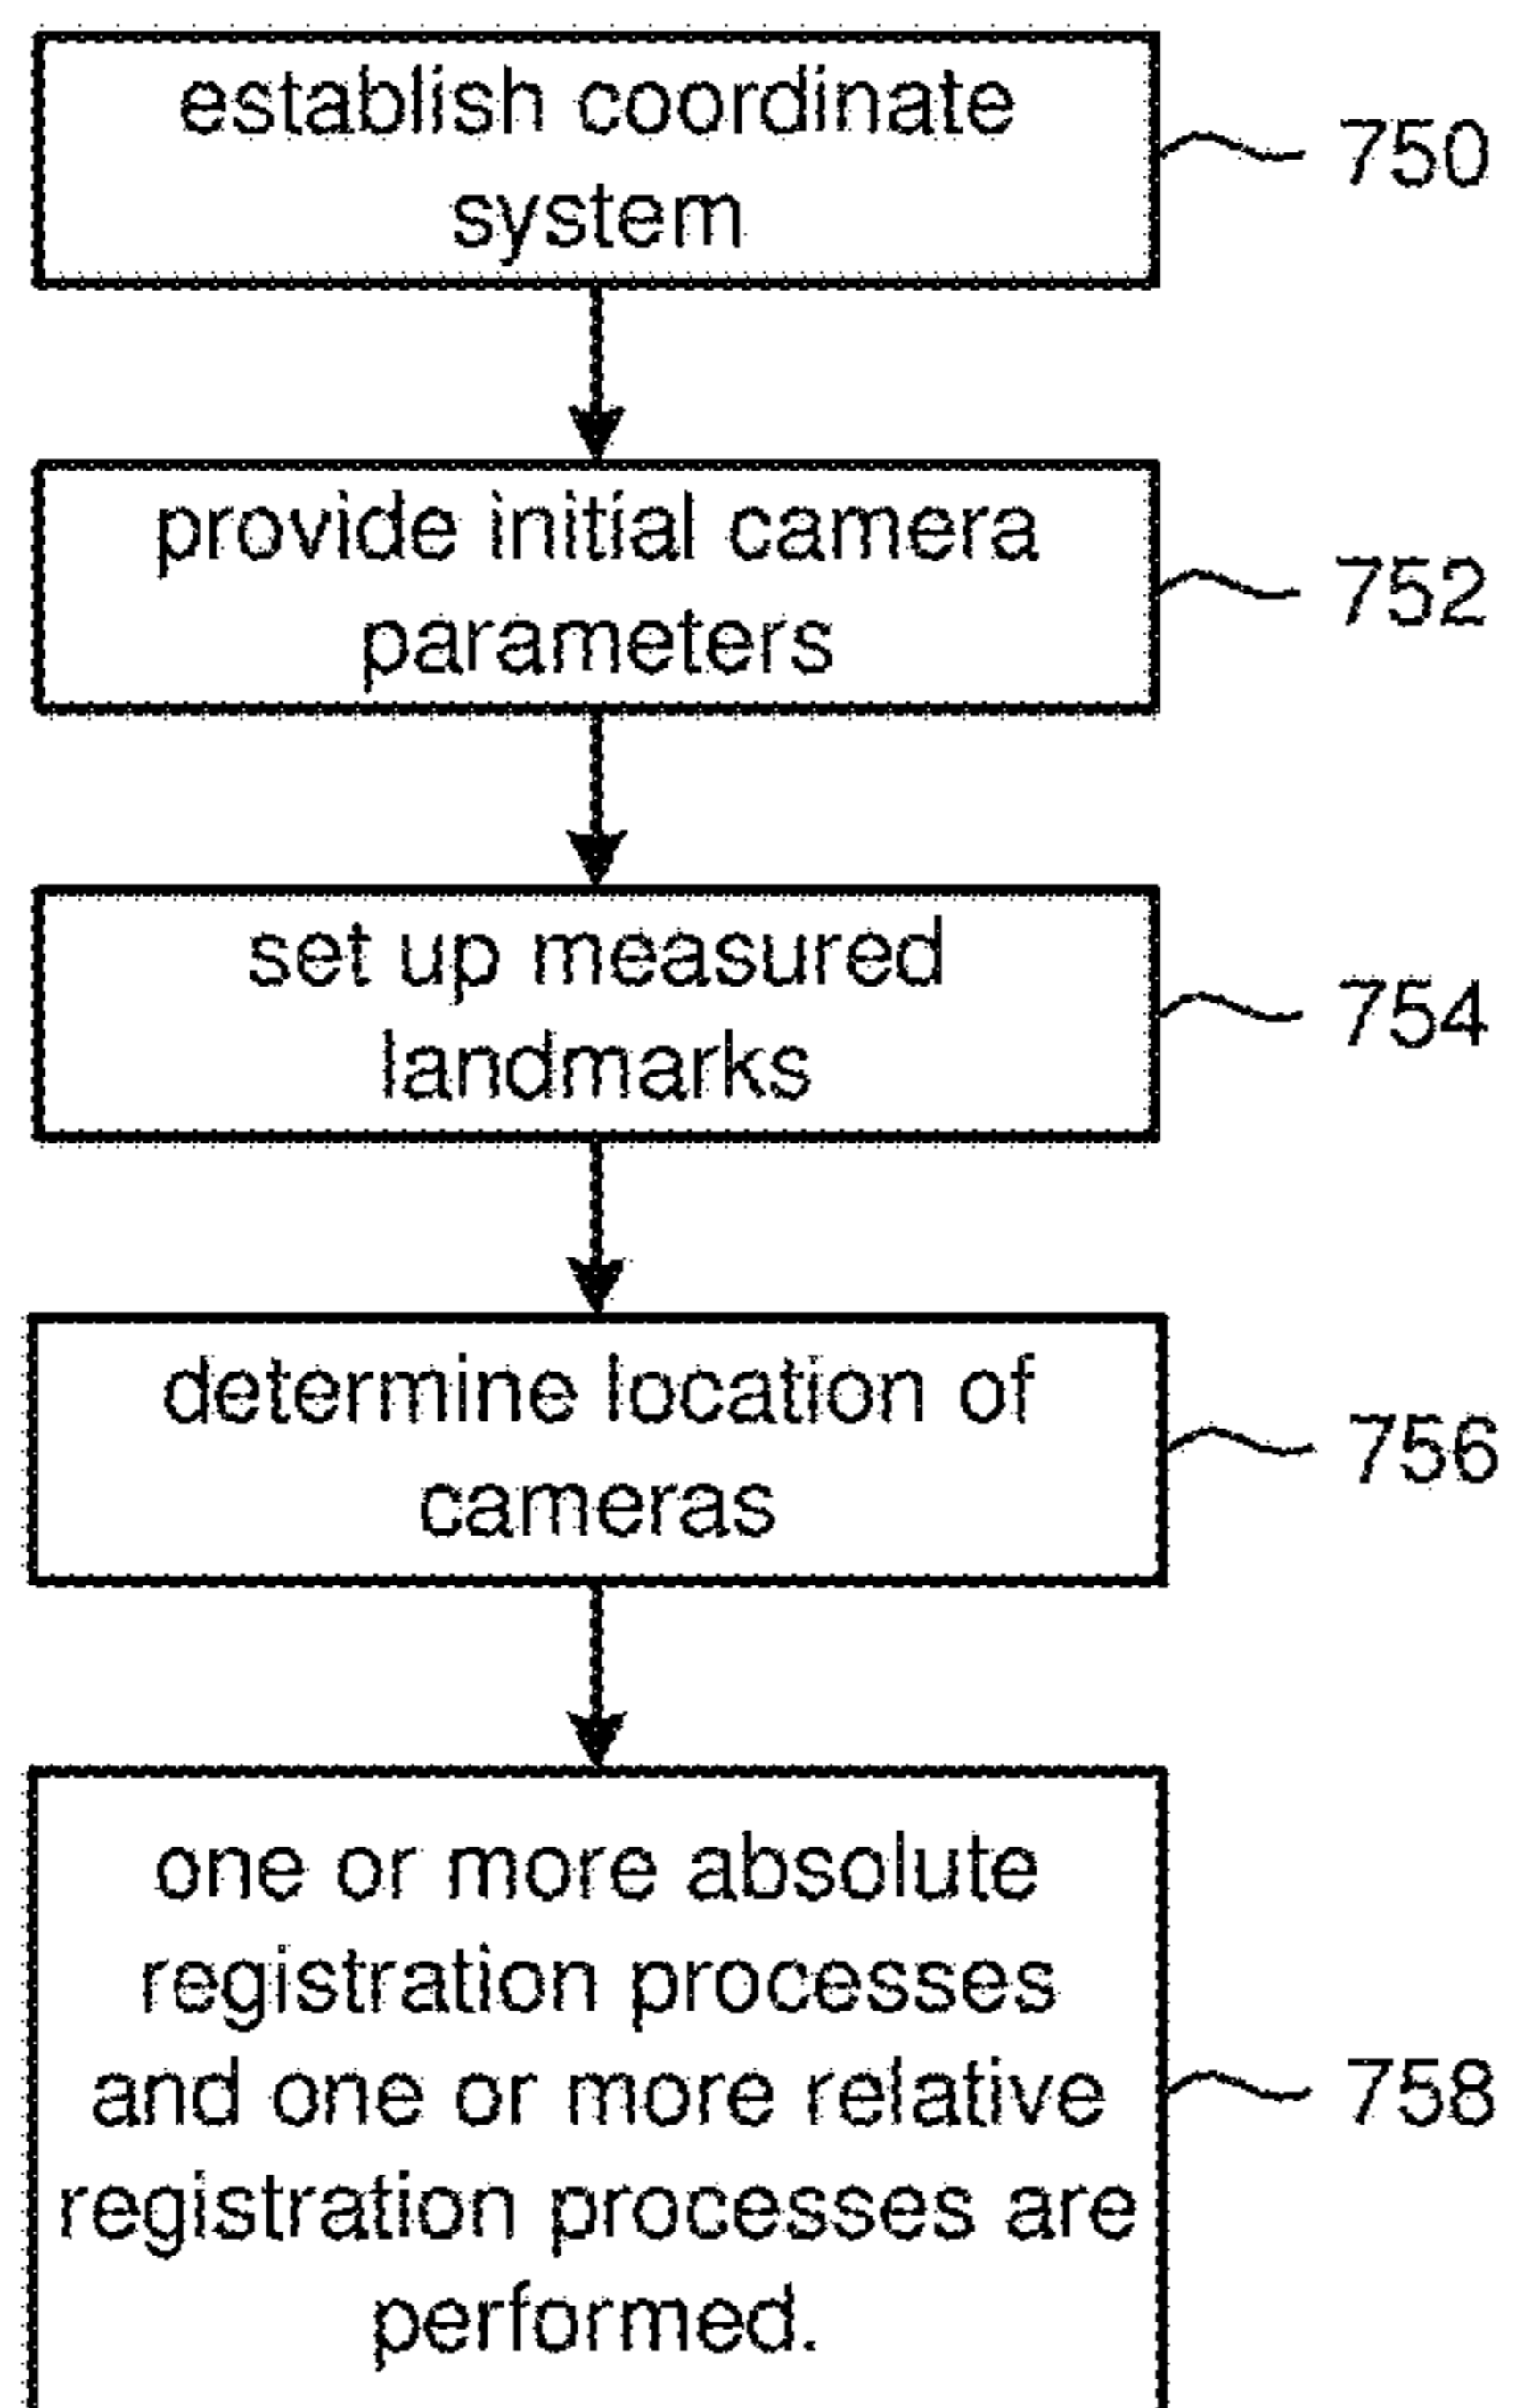 establish coordinate
system
750
provide initial camera
parameters
752
set up measured
landmarks
754
determine location of
cameras
756
one or more absolute
registration processes
and one or more relative
registration processes are
performed.
758